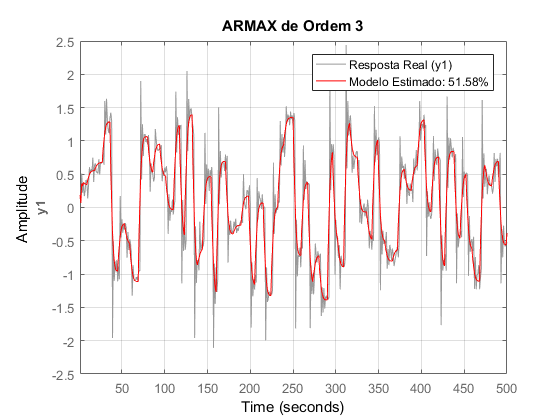 ARMAX de Ordem 3
Resposta Real (y1)
Modelo Estimado: 51.58%
2.5
2
1.5
1
0.5
0
-0.5
-1
-1.5
-2
-2.5
Amplitude
y1
50 100 150 200 250 300 350 400 450 500
Time (seconds)